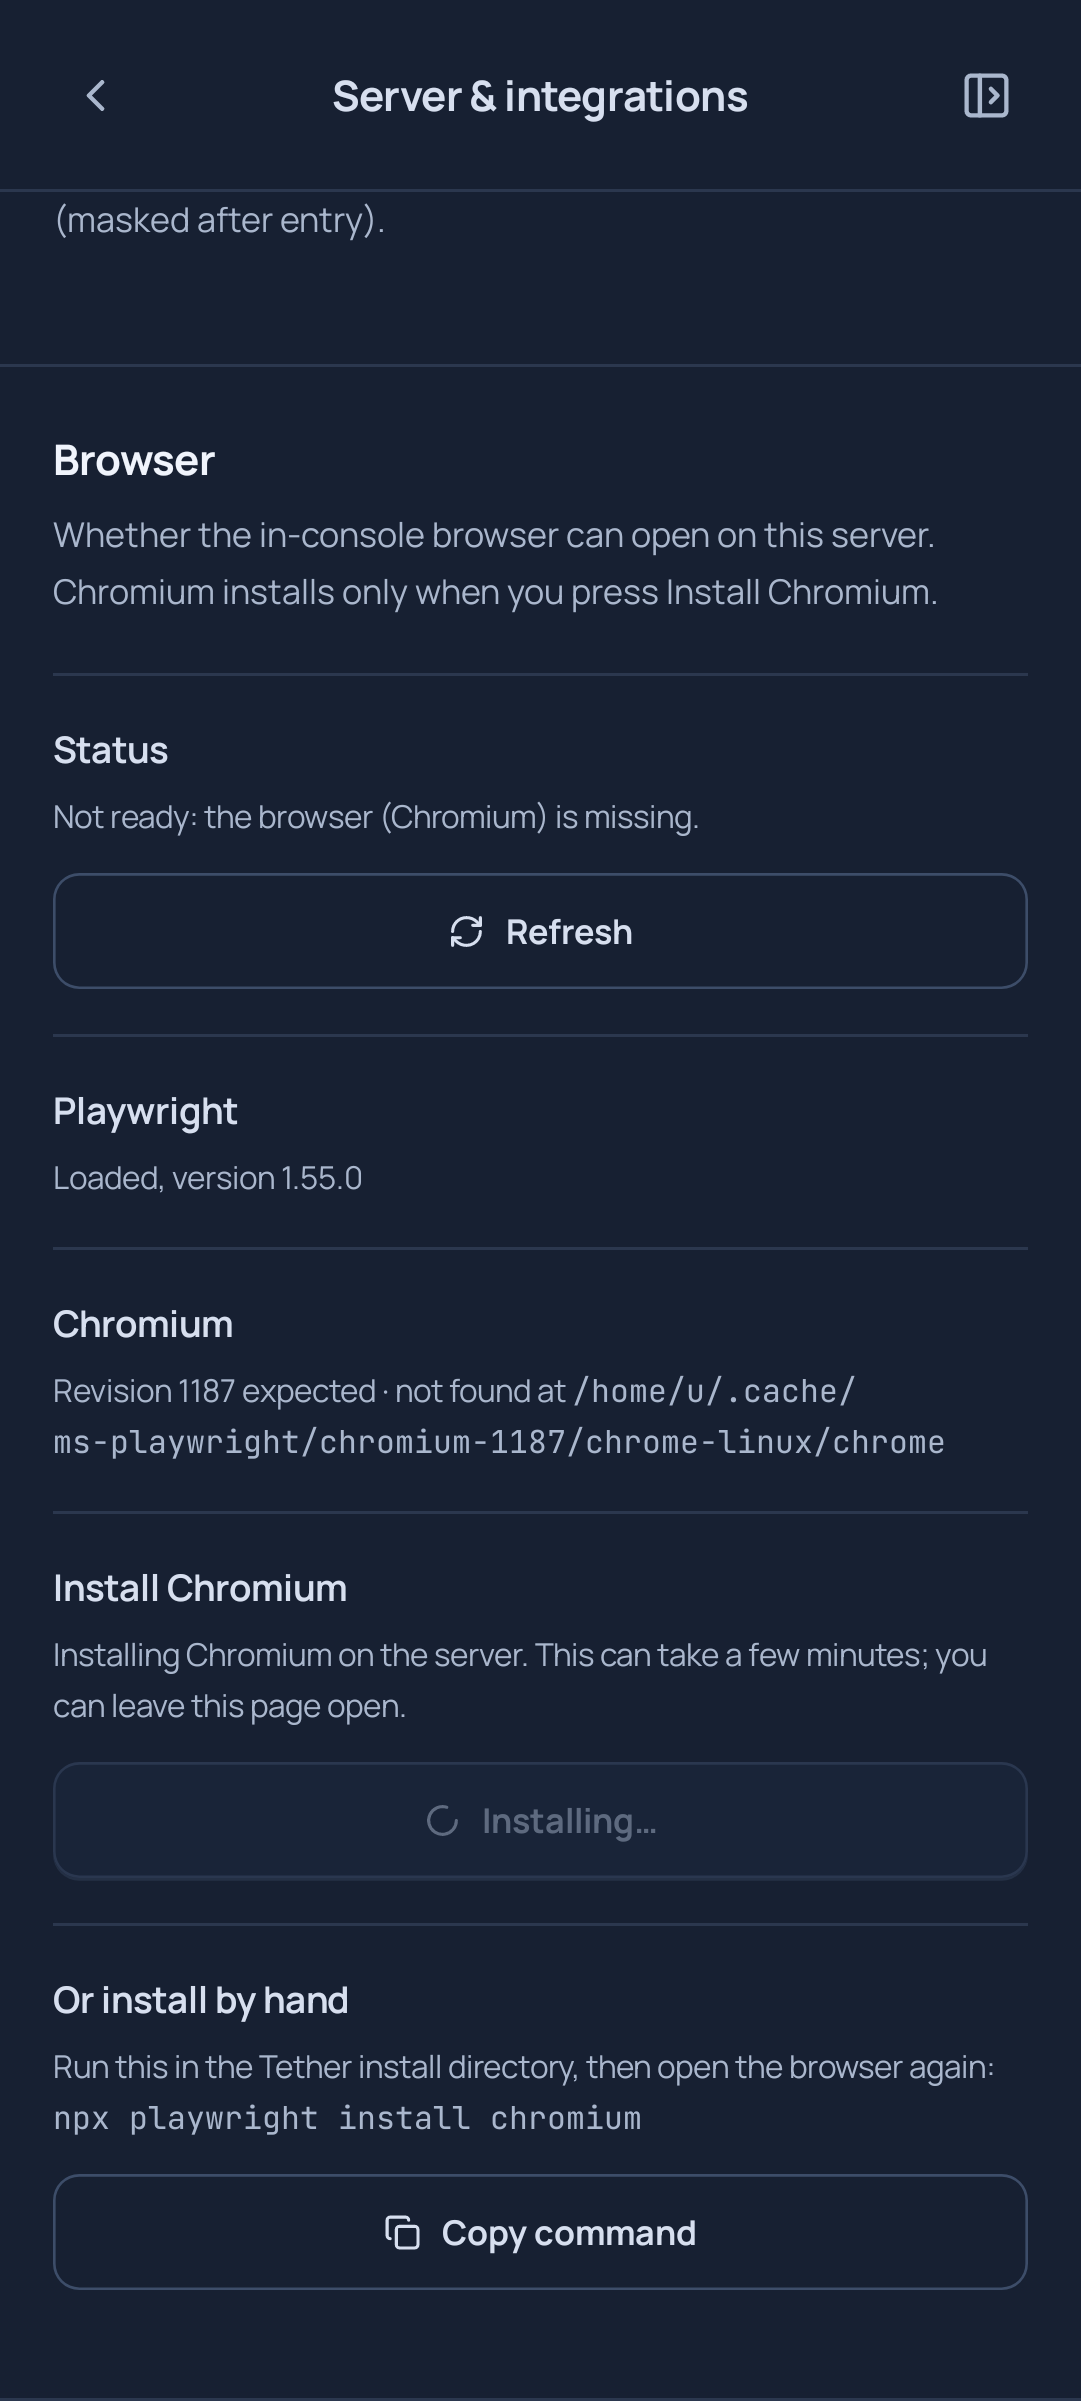 Server & integrations
(masked after entry).
Browser
Whether the in-console browser can open on this server.
Chromium installs only when you press Install Chromium.
Status
Not ready: the browser (Chromium) is missing.
Refresh
Playwright
Loaded, version 1.55.0
Chromium
Revision 1187 expected · not found at /home/u/.cache/
ms-playwright/chromium-1187/chrome-linux/chrome
Install Chromium
Installing Chromium on the server. This can take a few minutes; you
can leave this page open.
Installing…
Or install by hand
Run this in the Tether install directory, then open the browser again:
npx playwright install chromium
Copy command